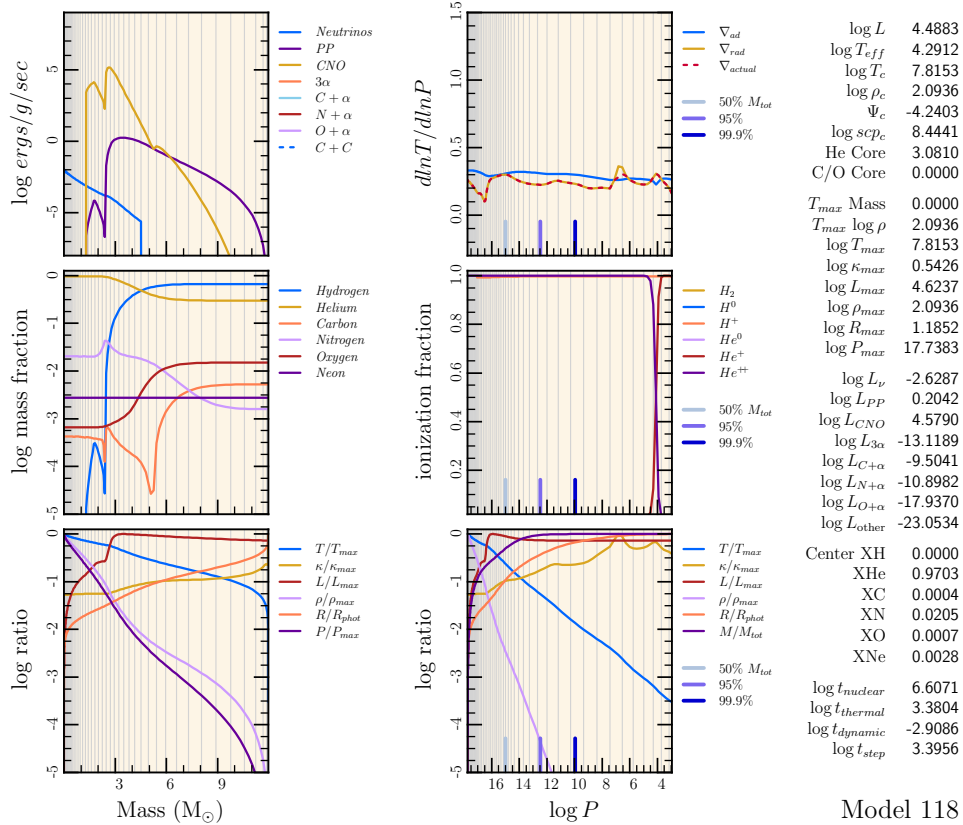 log ergs/g/sec
5
0
-5
Neutrinos
PP
CNO
3α
C + α
N + α
O + α
C + C
dlnT/dlnP
1.5
1.0
0.5
0.0
∇ad
∇rad
∇actual
50% Mtot
95%
99.9%
log mass fraction
0
-1
-2
-3
-4
-5
Hydrogen
Helium
Carbon
Nitrogen
Oxygen
Neon
ionization fraction
1.0
0.8
0.6
0.4
0.2
H2
H0
H+
He0
He+
He++
50% Mtot
95%
99.9%
log ratio
0
-1
-2
-3
-4
-5
3
6
9
Mass (M⊙)
T/Tmax
κ/κmax
L/Lmax
ρ/ρmax
R/Rphot
P/Pmax
log ratio
0
-1
-2
-3
-4
-5
16
14
12
10
8
6
4
log P
T/Tmax
κ/κmax
L/Lmax
ρ/ρmax
R/Rphot
M/Mtot
50% Mtot
95%
99.9%
log L 4.4883
log Teff 4.2912
log Tc 7.8153
log ρc 2.0936
Ψc -4.2403
log scpc 8.4441
He Core 3.0810
C/O Core 0.0000
Tmax Mass 0.0000
Tmax log ρ 2.0936
log Tmax 7.8153
log κmax 0.5426
log Lmax 4.6237
log ρmax 2.0936
log Rmax 1.1852
log Pmax 17.7383
log Lν -2.6287
log LPP 0.2042
log LCNO 4.5790
log L3α -13.1189
log LC+α -9.5041
log LN+α -10.8982
log LO+α -17.9370
log Lother -23.0534
Center XH 0.0000
XHe 0.9703
XC 0.0004
XN 0.0205
XO 0.0007
XNe 0.0028
log tnuclear 6.6071
log tthermal 3.3804
log tdynamic -2.9086
log tstep 3.3956
Model 118